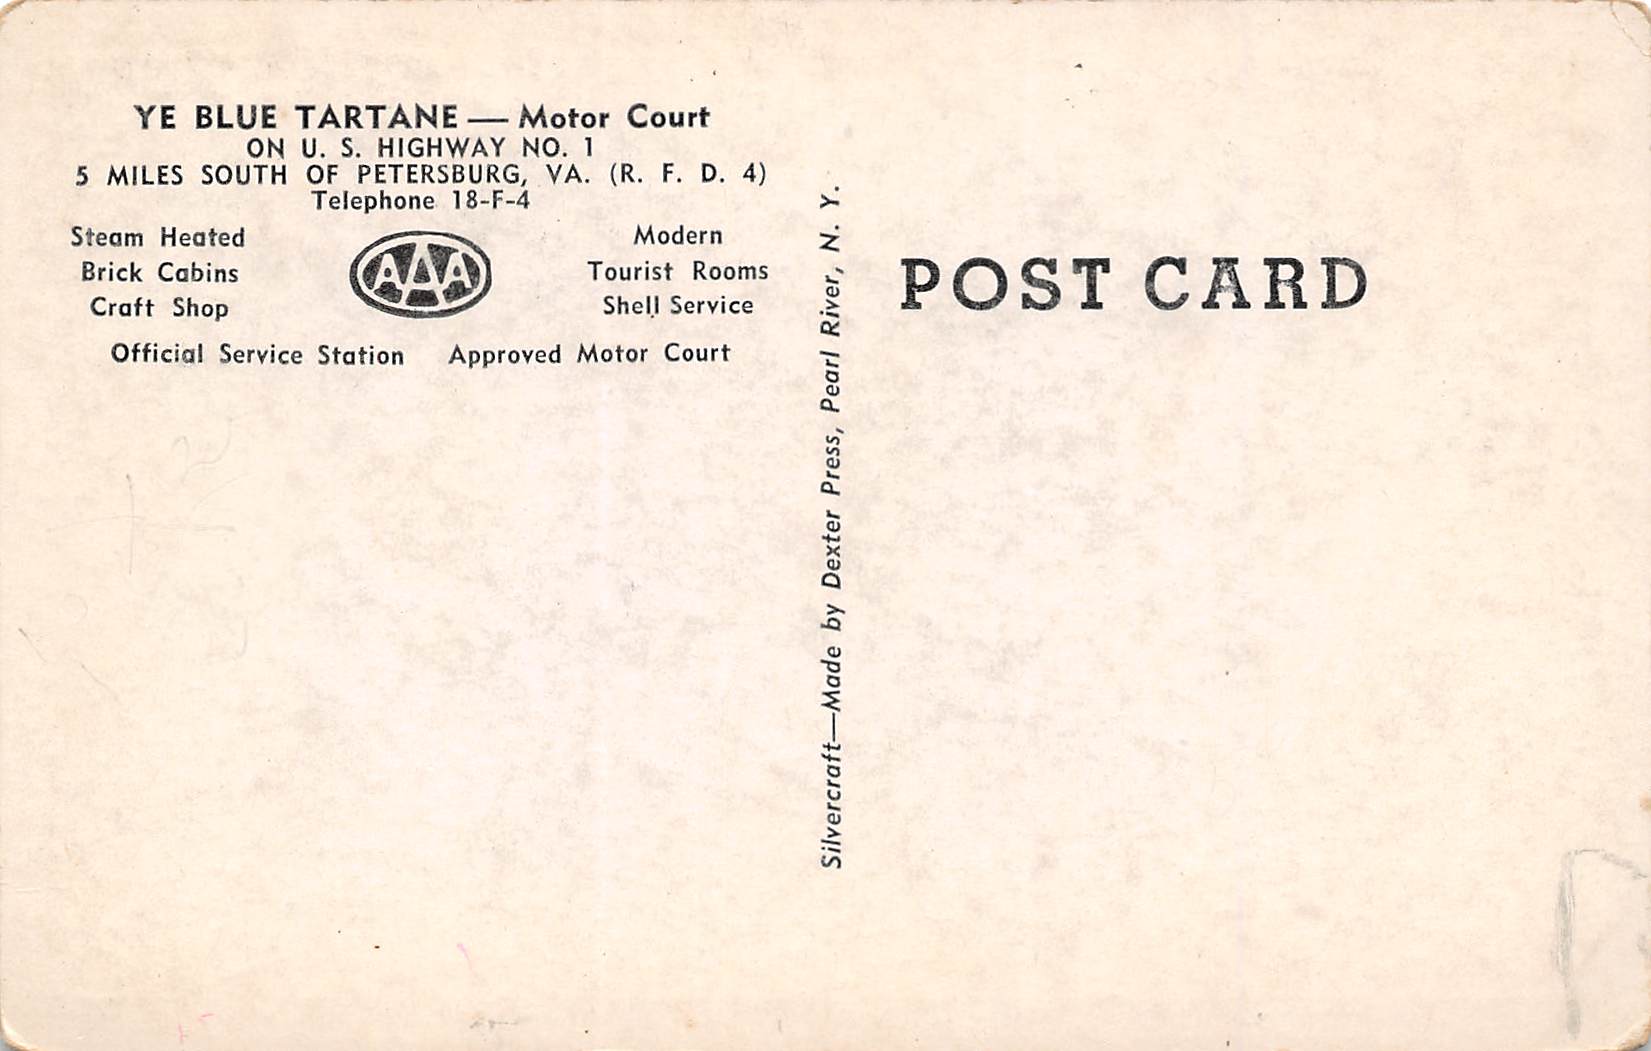 YE BLUE TARTANE — Motor Court
ON U. S. HIGHWAY NO. 1
5 MILES SOUTH OF PETERSBURG, VA. (R. F. D. 4)
Telephone 18-F-4
Steam Heated
Brick Cabins
Craft Shop
AAA
Modern
Tourist Rooms
Shell Service
Official Service Station Approved Motor Court
Silvercraft—Made by Dexter Press, Pearl River, N. Y.
POST CARD